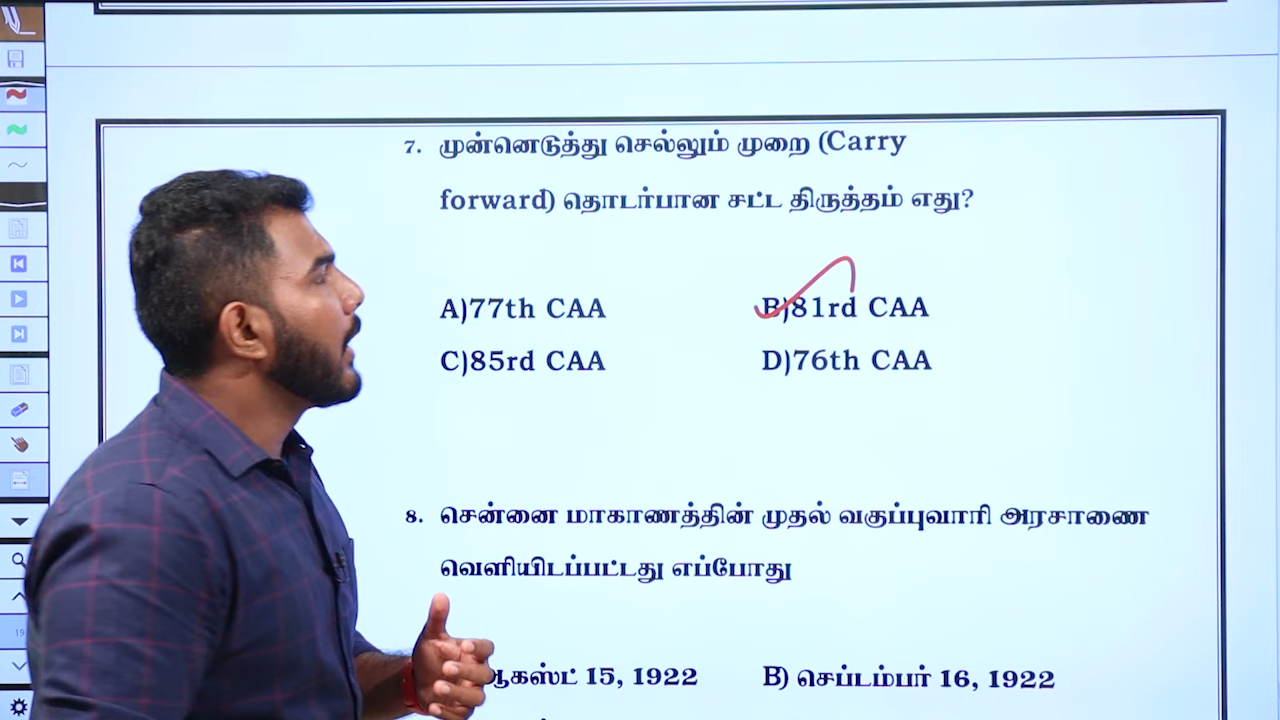 7. முன்னெடுத்து செல்லும் முறை (Carry
forward) தொடர்பான சட்ட திருத்தம் எது?
A)77th CAA B)81rd CAA
C)85rd CAA D)76th CAA
8. சென்னை மாகாணத்தின் முதல் வகுப்புவாரி அரசாணை
வெளியிடப்பட்டது எப்போது
ஆகஸ்ட் 15, 1922 B) செப்டம்பர் 16, 1922